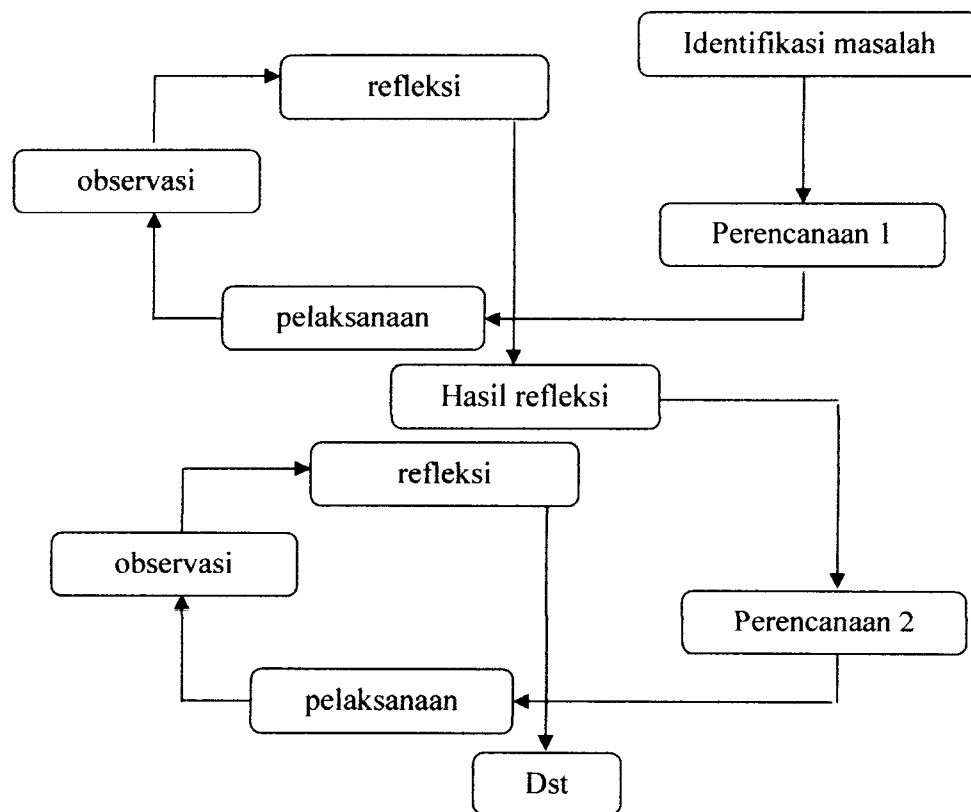 Identifikasi masalah
refleksi
observasi
Perencanaan 1
pelaksanaan
Hasil refleksi
refleksi
observasi
Perencanaan 2
pelaksanaan
Dst